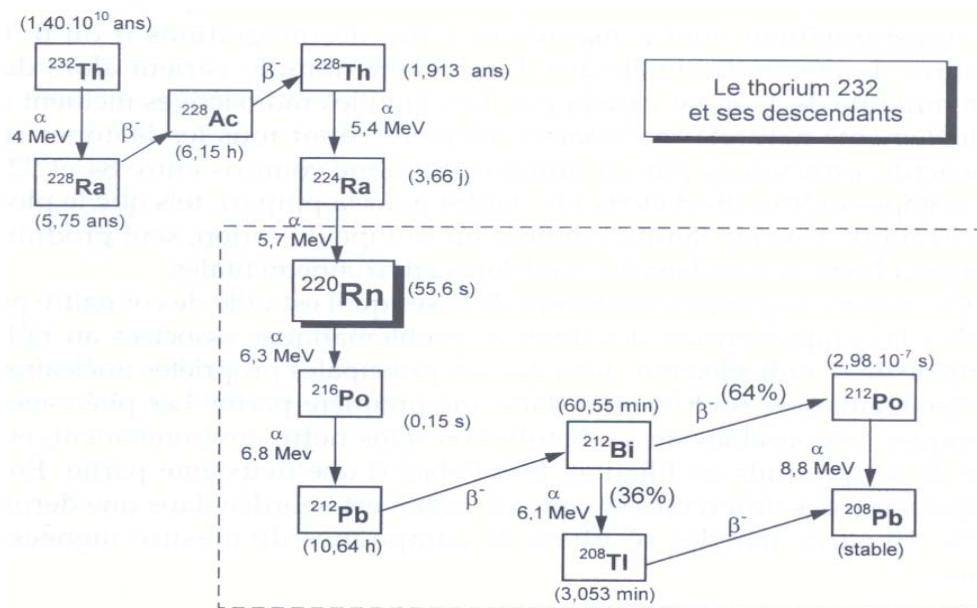 (1,40.10¹⁰ ans)
²³²Th
β⁻
²²⁸Th
(1,913 ans)
Le thorium 232
et ses descendants
α
4 MeV
β⁻
²²⁸Ac
(6,15 h)
α
5,4 MeV
²²⁸Ra
(5,75 ans)
²²⁴Ra
(3,66 j)
α
5,7 MeV
²²⁰Rn
(55,6 s)
α
6,3 MeV
²¹⁶Po
(0,15 s)
α
6,8 Mev
²¹²Pb
(10,64 h)
β⁻
(60,55 min)
²¹²Bi
(64%)
β⁻
(2,98.10⁻⁷ s)
²¹²Po
α
8,8 MeV
α
6,1 MeV
(36%)
β⁻
²⁰⁸Tl
(3,053 min)
²⁰⁸Pb
(stable)